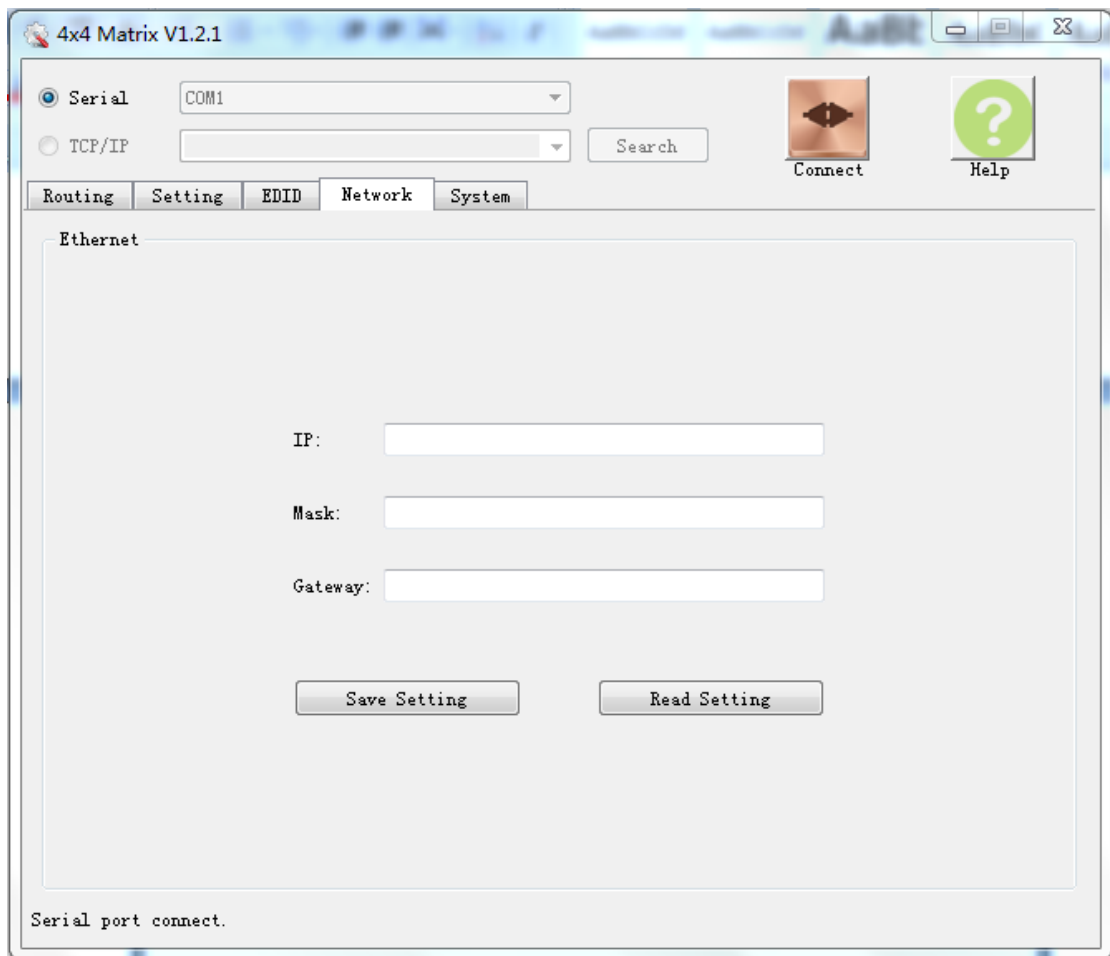 4x4 Matrix V1.2.1
AaBb
Serial
COM1
TCP/IP
Search
Connect
Help
Routing
Setting
EDID
Network
System
Ethernet
IP:
Mask:
Gateway:
Save Setting
Read Setting
Serial port connect.